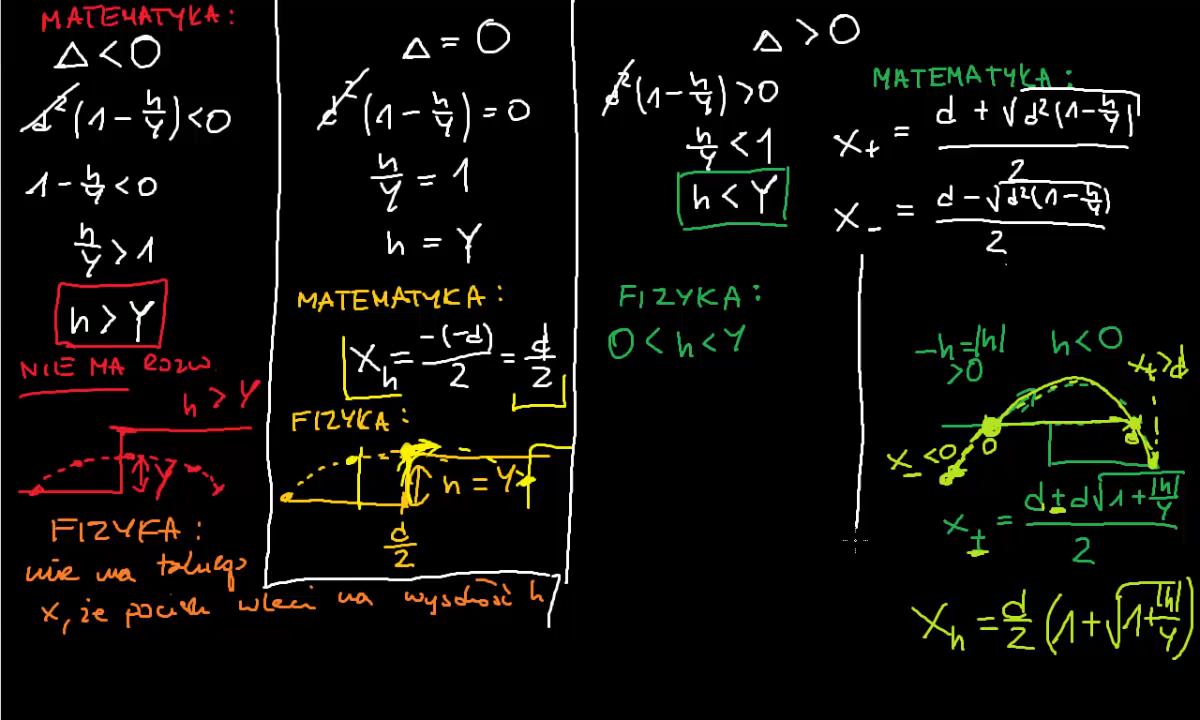 MATEMATYKA:
Δ < 0
d²(1 - h/Y) < 0
1 - h/Y < 0
h/Y > 1
h > Y
NIE MA ROZW.
h > Y
Y
FIZYKA:
nie ma takiego
x, że pocisk wleci na wysokość h
Δ = 0
d²(1 - h/Y) = 0
h/Y = 1
h = Y
MATEMATYKA:
x_h = -(-d)/2 = d/2
FIZYKA:
h = Y
d/2
Δ > 0
d²(1 - h/Y) > 0
h/Y < 1
h < Y
MATEMATYKA:
x₊ = (d + √(d²(1 - h/Y)))/2
x₋ = (d - √(d²(1 - h/Y)))/2
FIZYKA:
0 < h < Y
-h = |h|
> 0
h < 0
x₊ > d
x₋ < 0
0
x± = (d ± d√(1 + |h|/Y))/2
x_h = d/2 (1 + √(1 + |h|/Y))